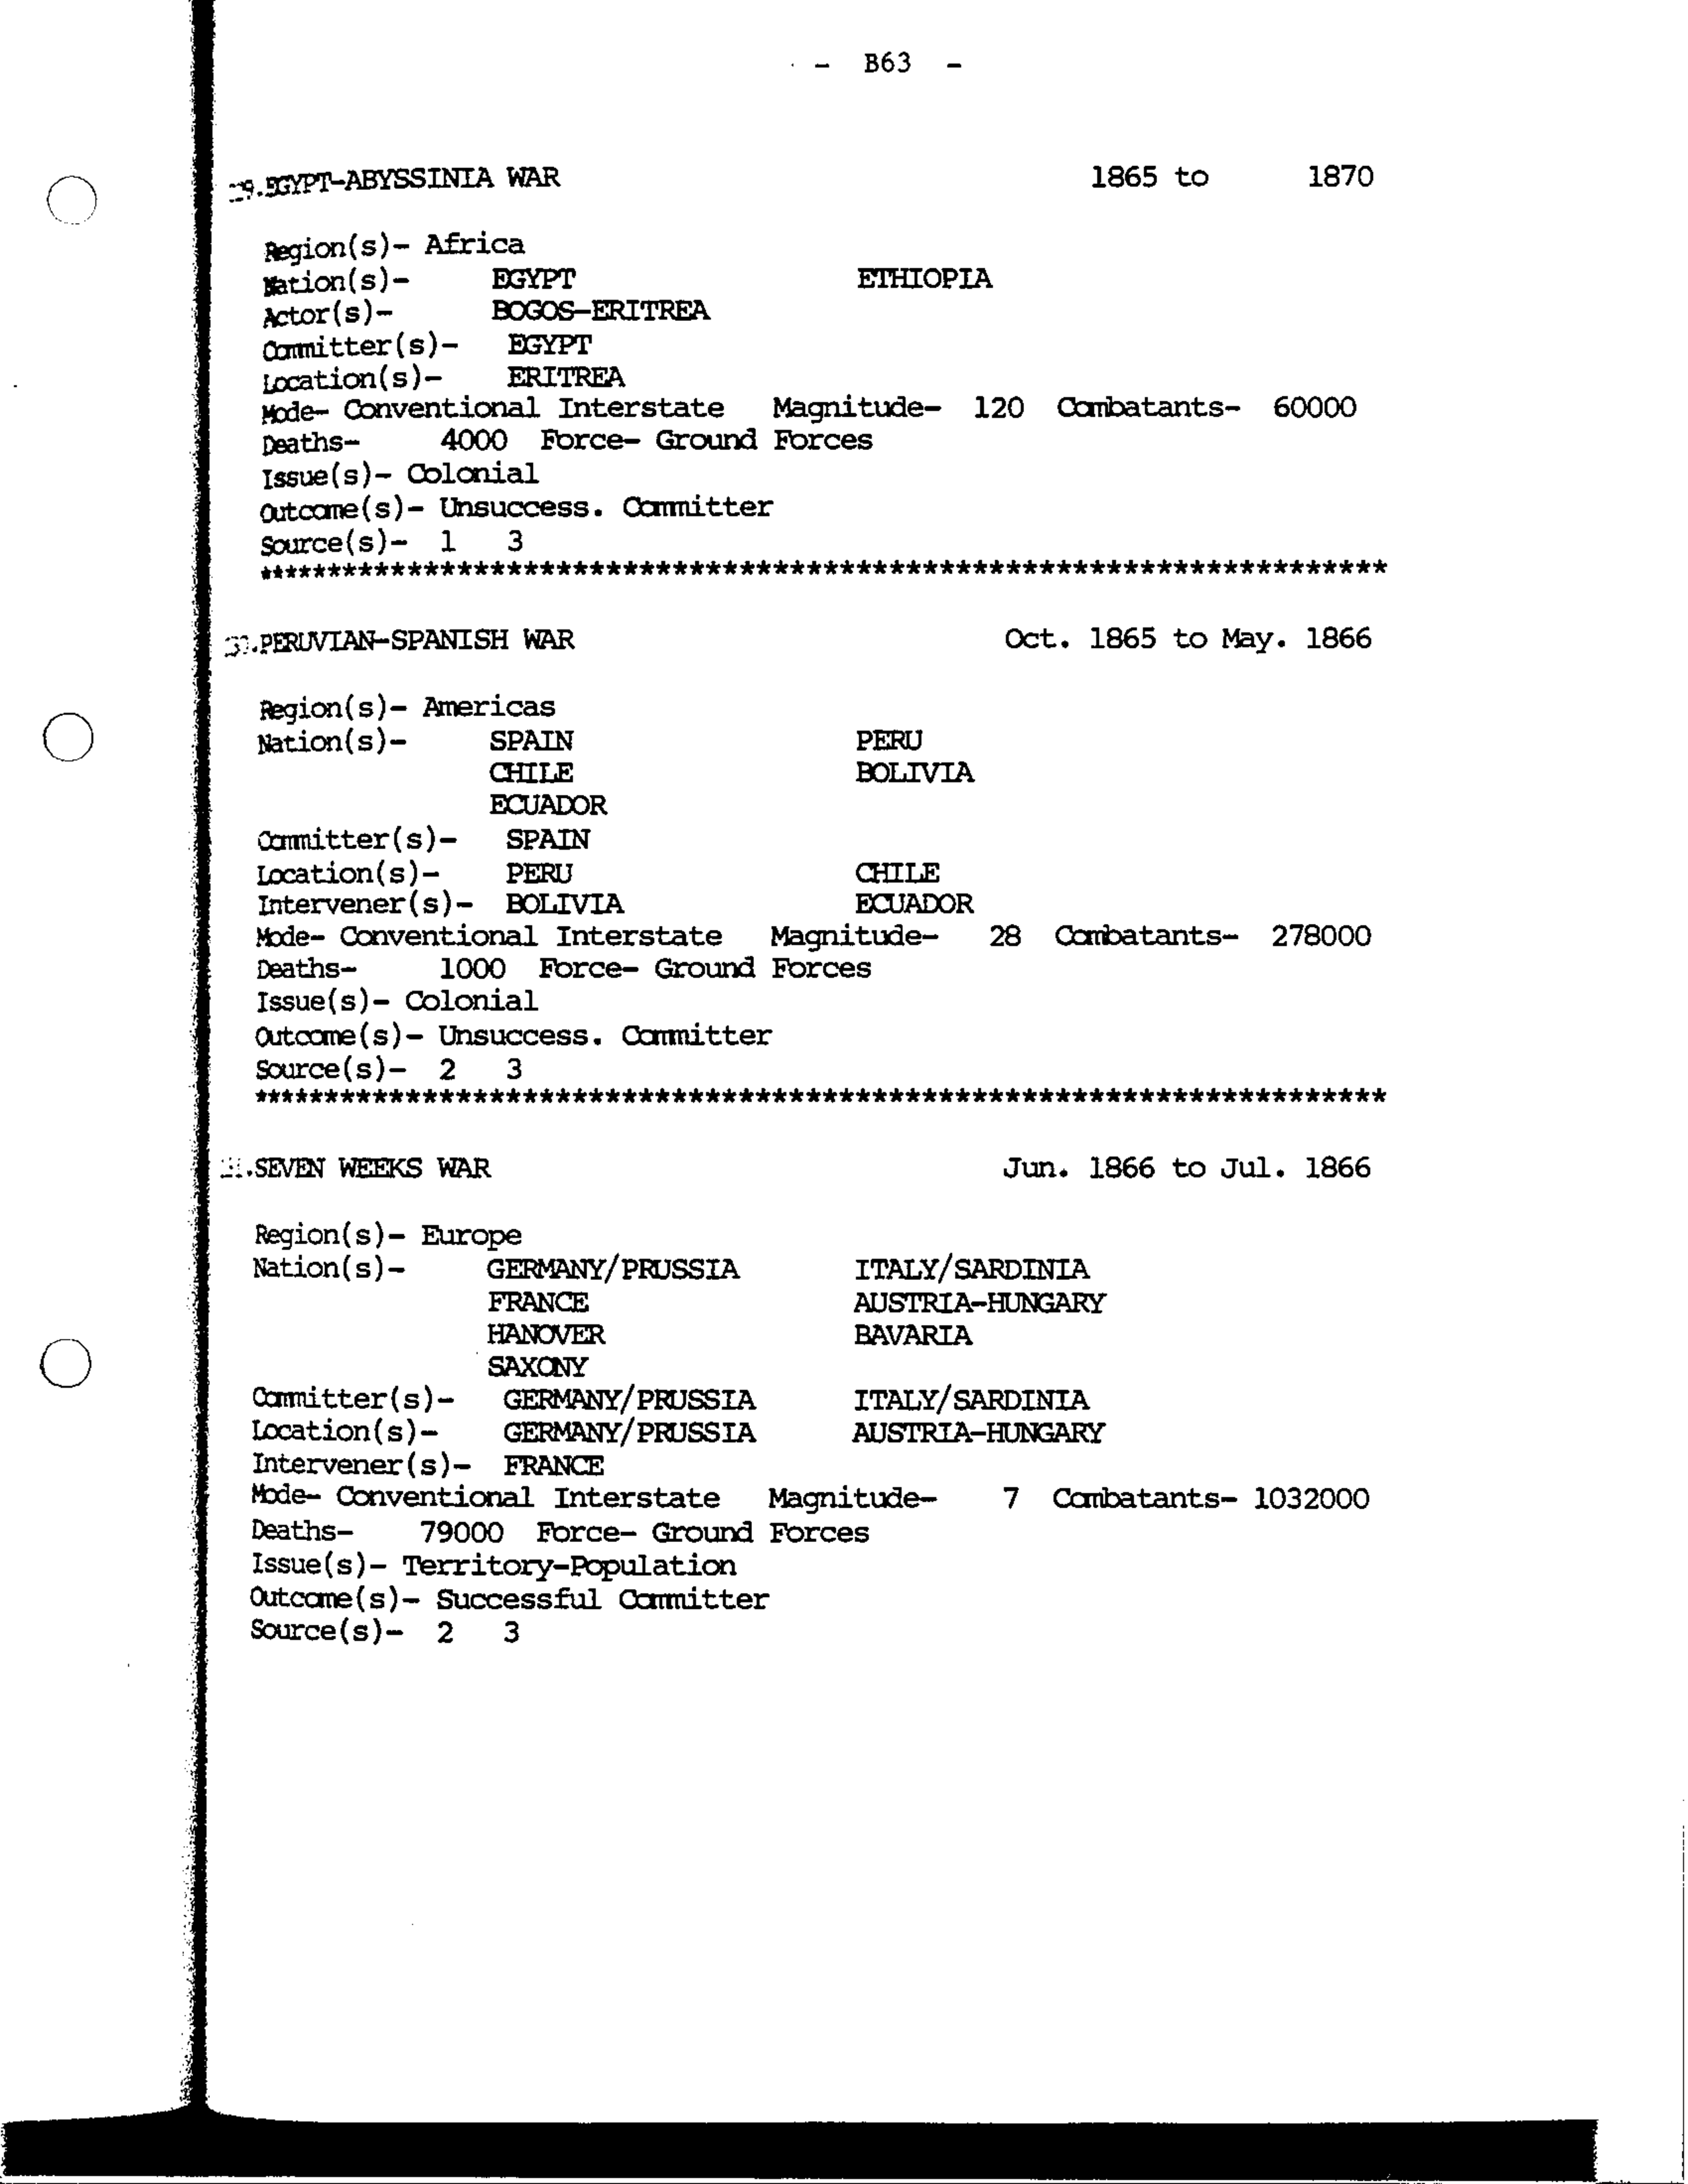 - B63 -
EGYPT-ABYSSINIA WAR 1865 to 1870
Region(s)- Africa
Nation(s)- EGYPT ETHIOPIA
Actor(s)- BOGOS-ERITREA
Committer(s)- EGYPT
Location(s)- ERITREA
Mode- Conventional Interstate Magnitude- 120 Combatants- 60000
Deaths- 4000 Force- Ground Forces
Issue(s)- Colonial
Outcome(s)- Unsuccess. Committer
Source(s)- 1 3
**********************************************************************
PERUVIAN-SPANISH WAR Oct. 1865 to May. 1866
Region(s)- Americas
Nation(s)- SPAIN PERU
CHILE BOLIVIA
ECUADOR
Committer(s)- SPAIN
Location(s)- PERU CHILE
Intervener(s)- BOLIVIA ECUADOR
Mode- Conventional Interstate Magnitude- 28 Combatants- 278000
Deaths- 1000 Force- Ground Forces
Issue(s)- Colonial
Outcome(s)- Unsuccess. Committer
Source(s)- 2 3
**********************************************************************
SEVEN WEEKS WAR Jun. 1866 to Jul. 1866
Region(s)- Europe
Nation(s)- GERMANY/PRUSSIA ITALY/SARDINIA
FRANCE AUSTRIA-HUNGARY
HANOVER BAVARIA
SAXONY
Committer(s)- GERMANY/PRUSSIA ITALY/SARDINIA
Location(s)- GERMANY/PRUSSIA AUSTRIA-HUNGARY
Intervener(s)- FRANCE
Mode- Conventional Interstate Magnitude- 7 Combatants- 1032000
Deaths- 79000 Force- Ground Forces
Issue(s)- Territory-Population
Outcome(s)- Successful Committer
Source(s)- 2 3